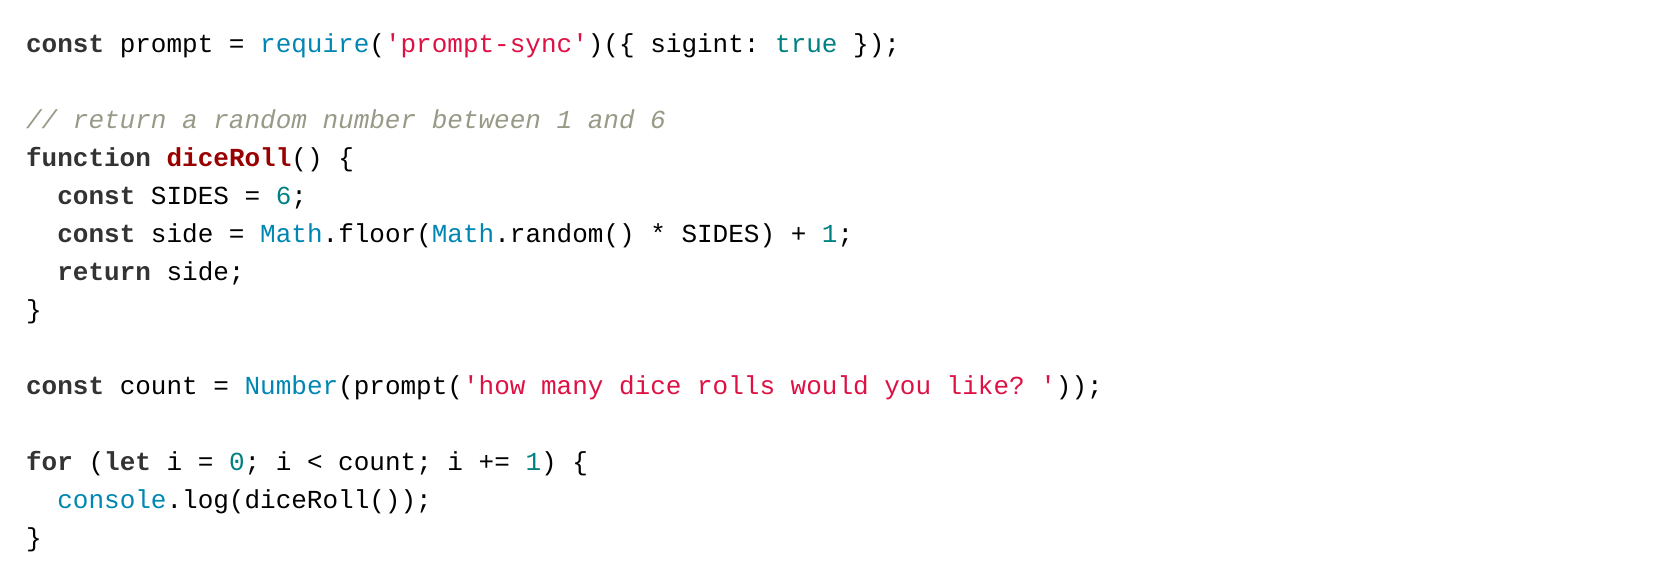 const prompt = require('prompt-sync')({ sigint: true });

// return a random number between 1 and 6
function diceRoll() {
  const SIDES = 6;
  const side = Math.floor(Math.random() * SIDES) + 1;
  return side;
}

const count = Number(prompt('how many dice rolls would you like? '));

for (let i = 0; i < count; i += 1) {
  console.log(diceRoll());
}